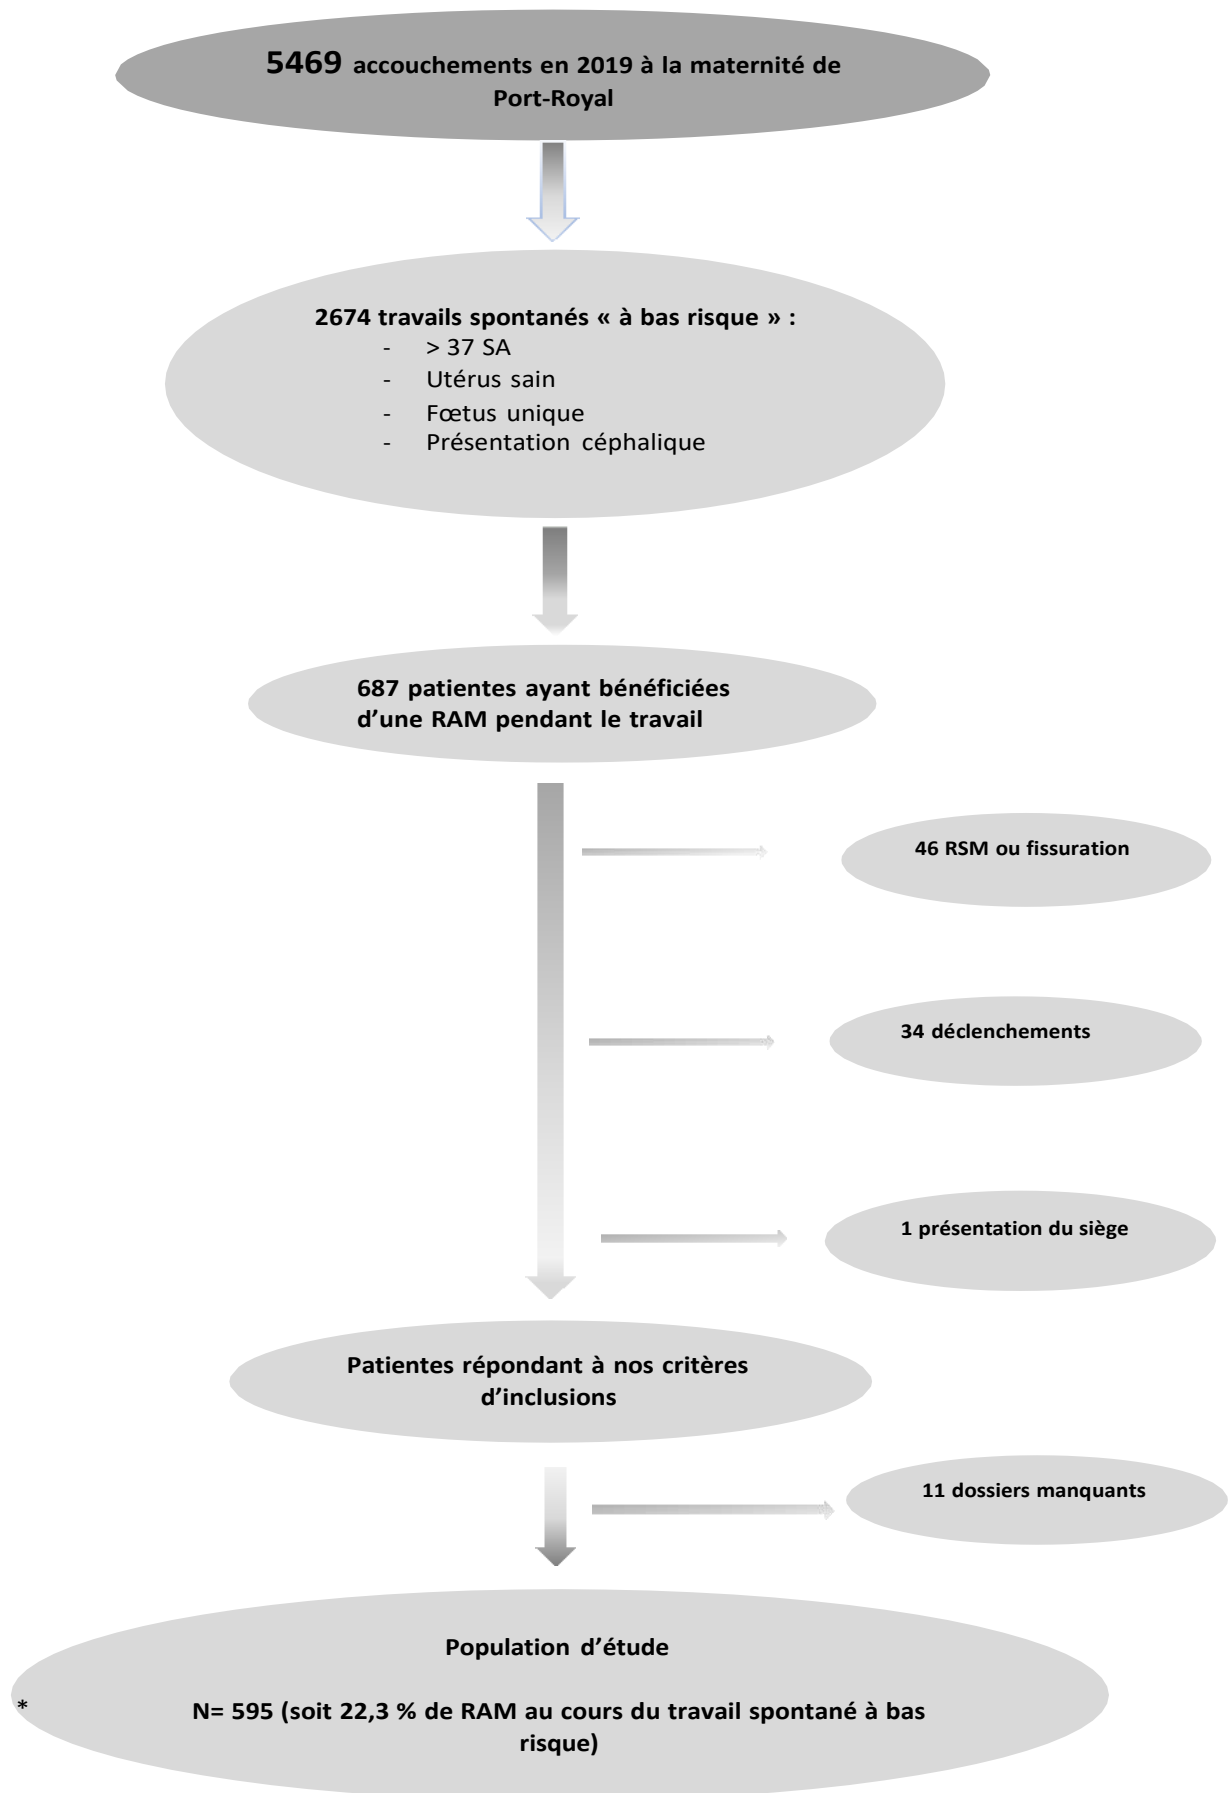 5469 accouchements en 2019 à la maternité de
Port-Royal
2674 travails spontanés « à bas risque » :
- > 37 SA
- Utérus sain
- Fœtus unique
- Présentation céphalique
687 patientes ayant bénéficiées
d’une RAM pendant le travail
46 RSM ou fissuration
34 déclenchements
1 présentation du siège
Patientes répondant à nos critères
d’inclusions
11 dossiers manquants
Population d’étude
* N= 595 (soit 22,3 % de RAM au cours du travail spontané à bas
risque)